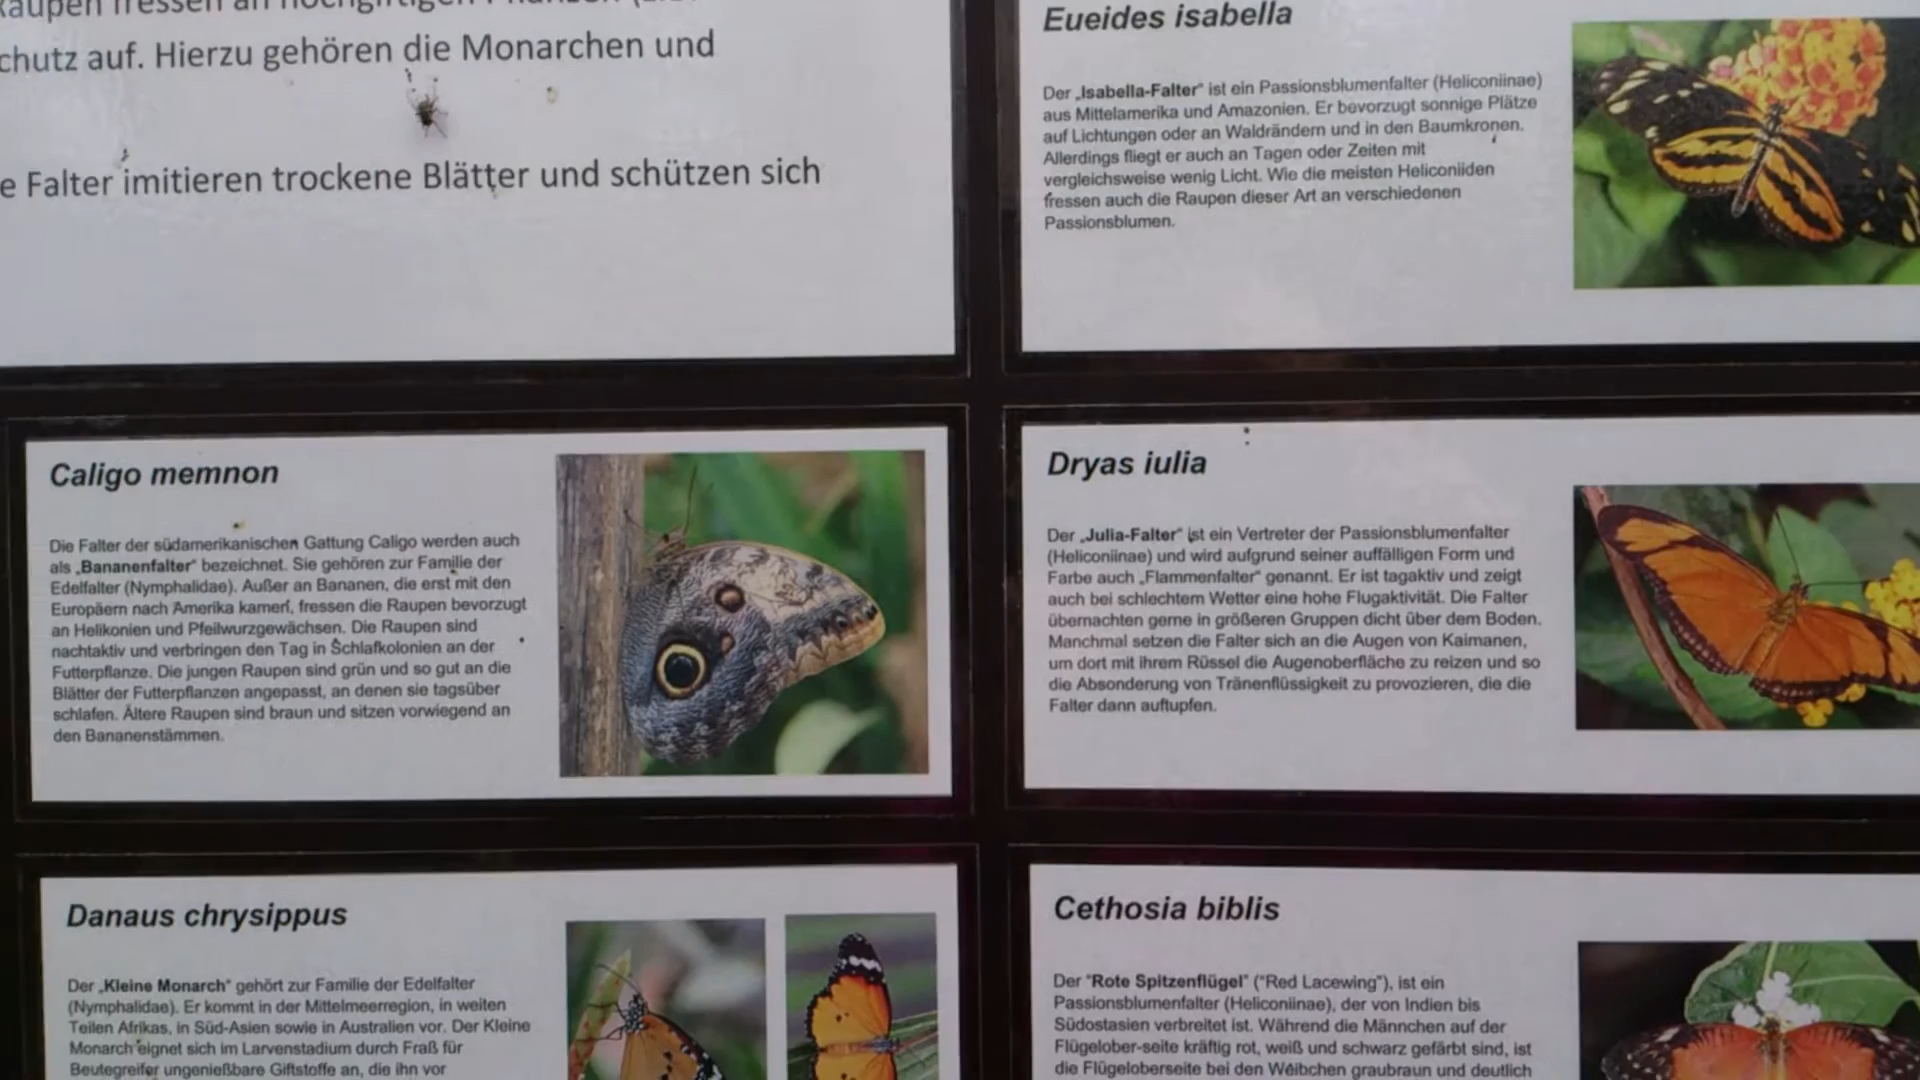 fressen an hochgiftigen
chutz auf. Hierzu gehören die Monarchen und
e Falter imitieren trockene Blätter und schützen sich
Eueides isabella
Der „Isabella-Falter“ ist ein Passionsblumenfalter (Heliconiinae)
aus Mittelamerika und Amazonien. Er bevorzugt sonnige Plätze
auf Lichtungen oder an Waldrändern und in den Baumkronen.
Allerdings fliegt er auch an Tagen oder Zeiten mit
vergleichsweise wenig Licht. Wie die meisten Heliconiiden
fressen auch die Raupen dieser Art an verschiedenen
Passionsblumen.
Caligo memnon
Die Falter der südamerikanischen Gattung Caligo werden auch
als „Bananenfalter“ bezeichnet. Sie gehören zur Familie der
Edelfalter (Nymphalidae). Außer an Bananen, die erst mit den
Europäern nach Amerika kamen, fressen die Raupen bevorzugt
an Helikonien und Pfeilwurzgewächsen. Die Raupen sind
nachtaktiv und verbringen den Tag in Schlafkolonien an der
Futterpflanze. Die jungen Raupen sind grün und so gut an die
Blätter der Futterpflanzen angepasst, an denen sie tagsüber
schlafen. Ältere Raupen sind braun und sitzen vorwiegend an
den Bananenstämmen.
Dryas iulia
Der „Julia-Falter“ ist ein Vertreter der Passionsblumenfalter
(Heliconiinae) und wird aufgrund seiner auffälligen Form und
Farbe auch „Flammenfalter“ genannt. Er ist tagaktiv und zeigt
auch bei schlechtem Wetter eine hohe Flugaktivität. Die Falter
übernachten gerne in größeren Gruppen dicht über dem Boden.
Manchmal setzen die Falter sich an die Augen von Kaimanen,
um dort mit ihrem Rüssel die Augenoberfläche zu reizen und so
die Absonderung von Tränenflüssigkeit zu provozieren, die die
Falter dann auftupfen.
Danaus chrysippus
Der „Kleine Monarch“ gehört zur Familie der Edelfalter
(Nymphalidae). Er kommt in der Mittelmeerregion, in weiten
Teilen Afrikas, in Süd-Asien sowie in Australien vor. Der Kleine
Monarch eignet sich im Larvenstadium durch Fraß für
Beutegreifer ungenießbare Giftstoffe an, die ihn vor
Cethosia biblis
Der "Rote Spitzenflügel" ("Red Lacewing"), ist ein
Passionsblumenfalter (Heliconiinae), der von Indien bis
Südostasien verbreitet ist. Während die Männchen auf der
Flügelober-seite kräftig rot, weiß und schwarz gefärbt sind, ist
die Flügeloberseite bei den Weibchen graubraun und deutlich